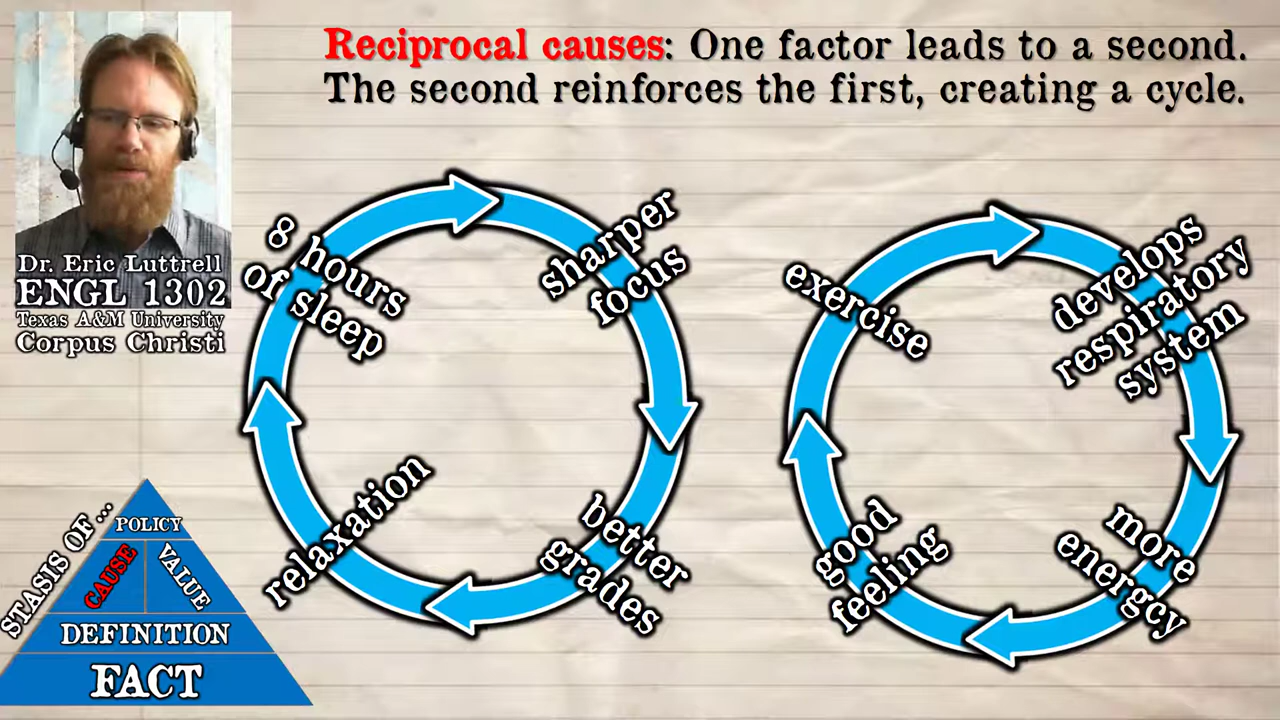 Reciprocal causes: One factor leads to a second.
The second reinforces the first, creating a cycle.
Dr. Eric Luttrell
ENGL 1302
Texas A&M University
Corpus Christi
8 hours
of sleep
sharper
focus
better
grades
relaxation
exercise
develops
respiratory
system
more
energcy
good
feeling
STASIS OF ...
POLICY
CAUSE
VALUE
DEFINITION
FACT